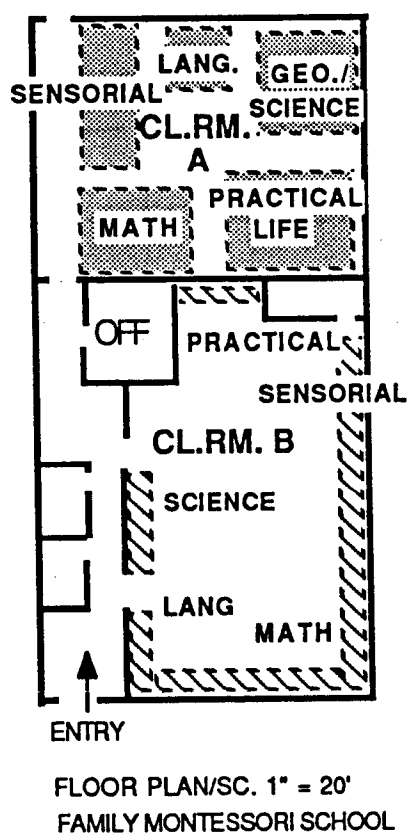 LANG.
GEO./
SENSORIAL
SCIENCE
CL.RM.
A
PRACTICAL
MATH
LIFE
OFF
PRACTICAL
SENSORIAL
CL.RM. B
SCIENCE
LANG
MATH
ENTRY
FLOOR PLAN/SC. 1" = 20'
FAMILY MONTESSORI SCHOOL